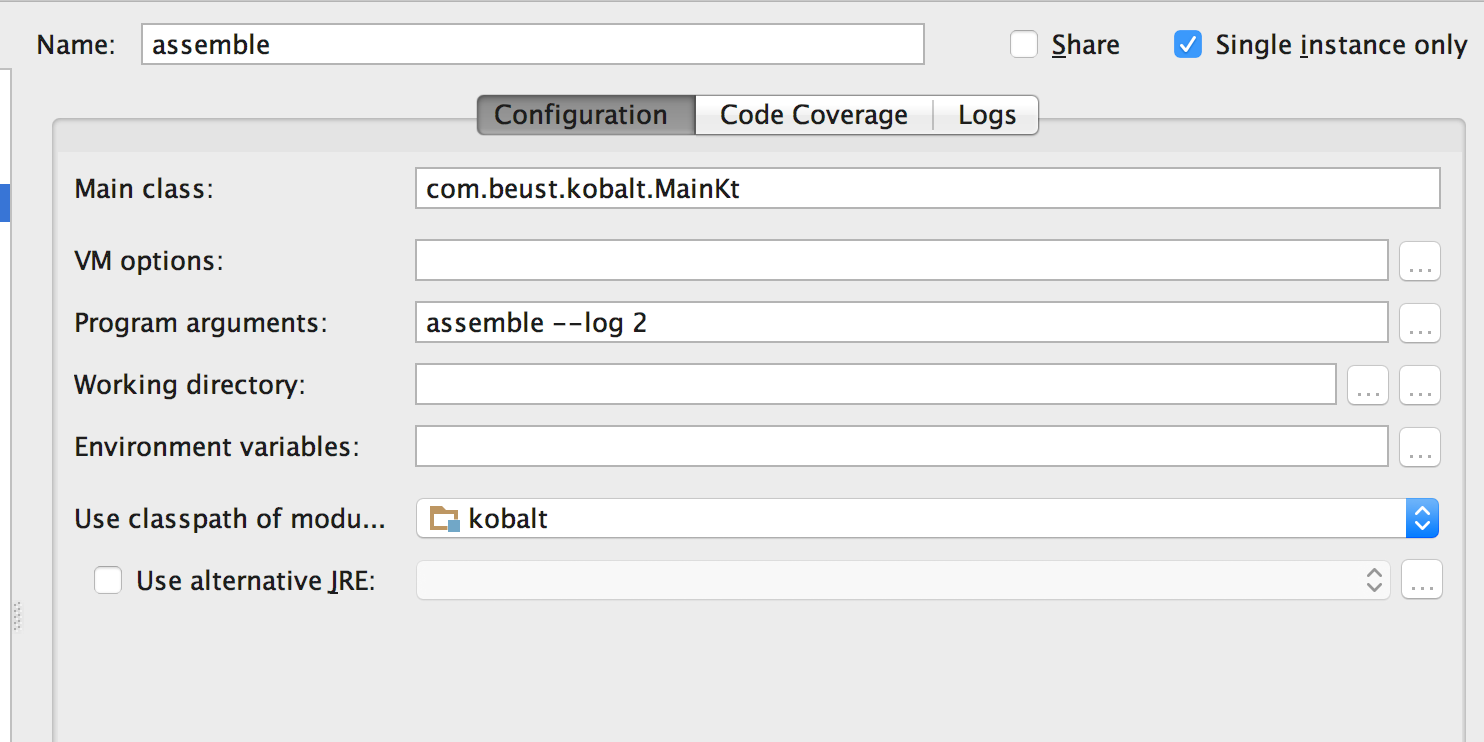 Name: assemble Share Single instance only
Configuration Code Coverage Logs
Main class: com.beust.kobalt.MainKt
VM options: ...
Program arguments: assemble --log 2 ...
Working directory: ... ...
Environment variables: ...
Use classpath of modu... kobalt
Use alternative JRE: ...